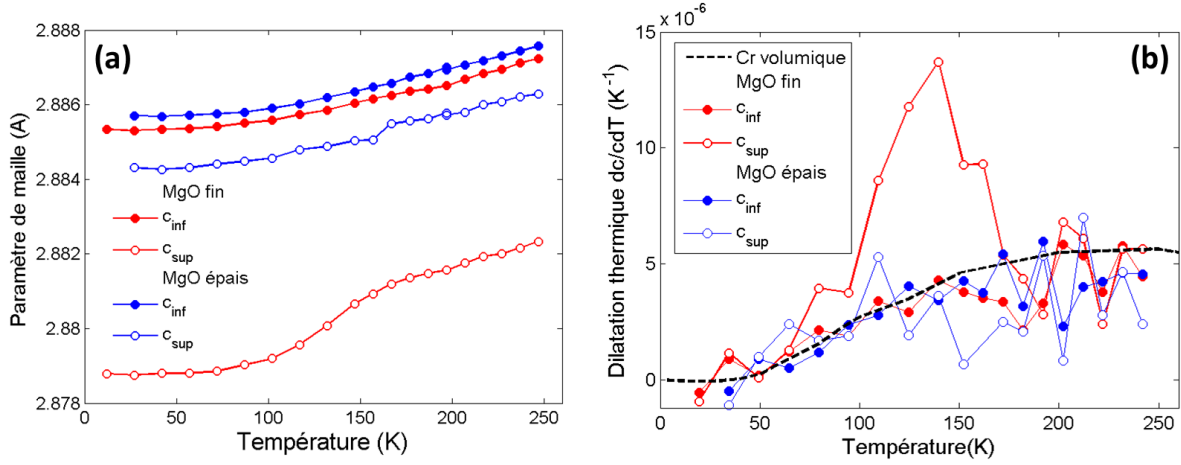 (a)
2.888
2.886
2.884
2.882
2.88
2.878
Paramètre de maille (A)
MgO fin
c_inf
c_sup
MgO épais
c_inf
c_sup
0
50
100
150
200
250
Température (K)
(b)
x 10^-6
15
10
5
0
Dilatation thermique dc/cdT (K^-1)
Cr volumique
MgO fin
c_inf
c_sup
MgO épais
c_inf
c_sup
0
50
100
150
200
250
Température(K)